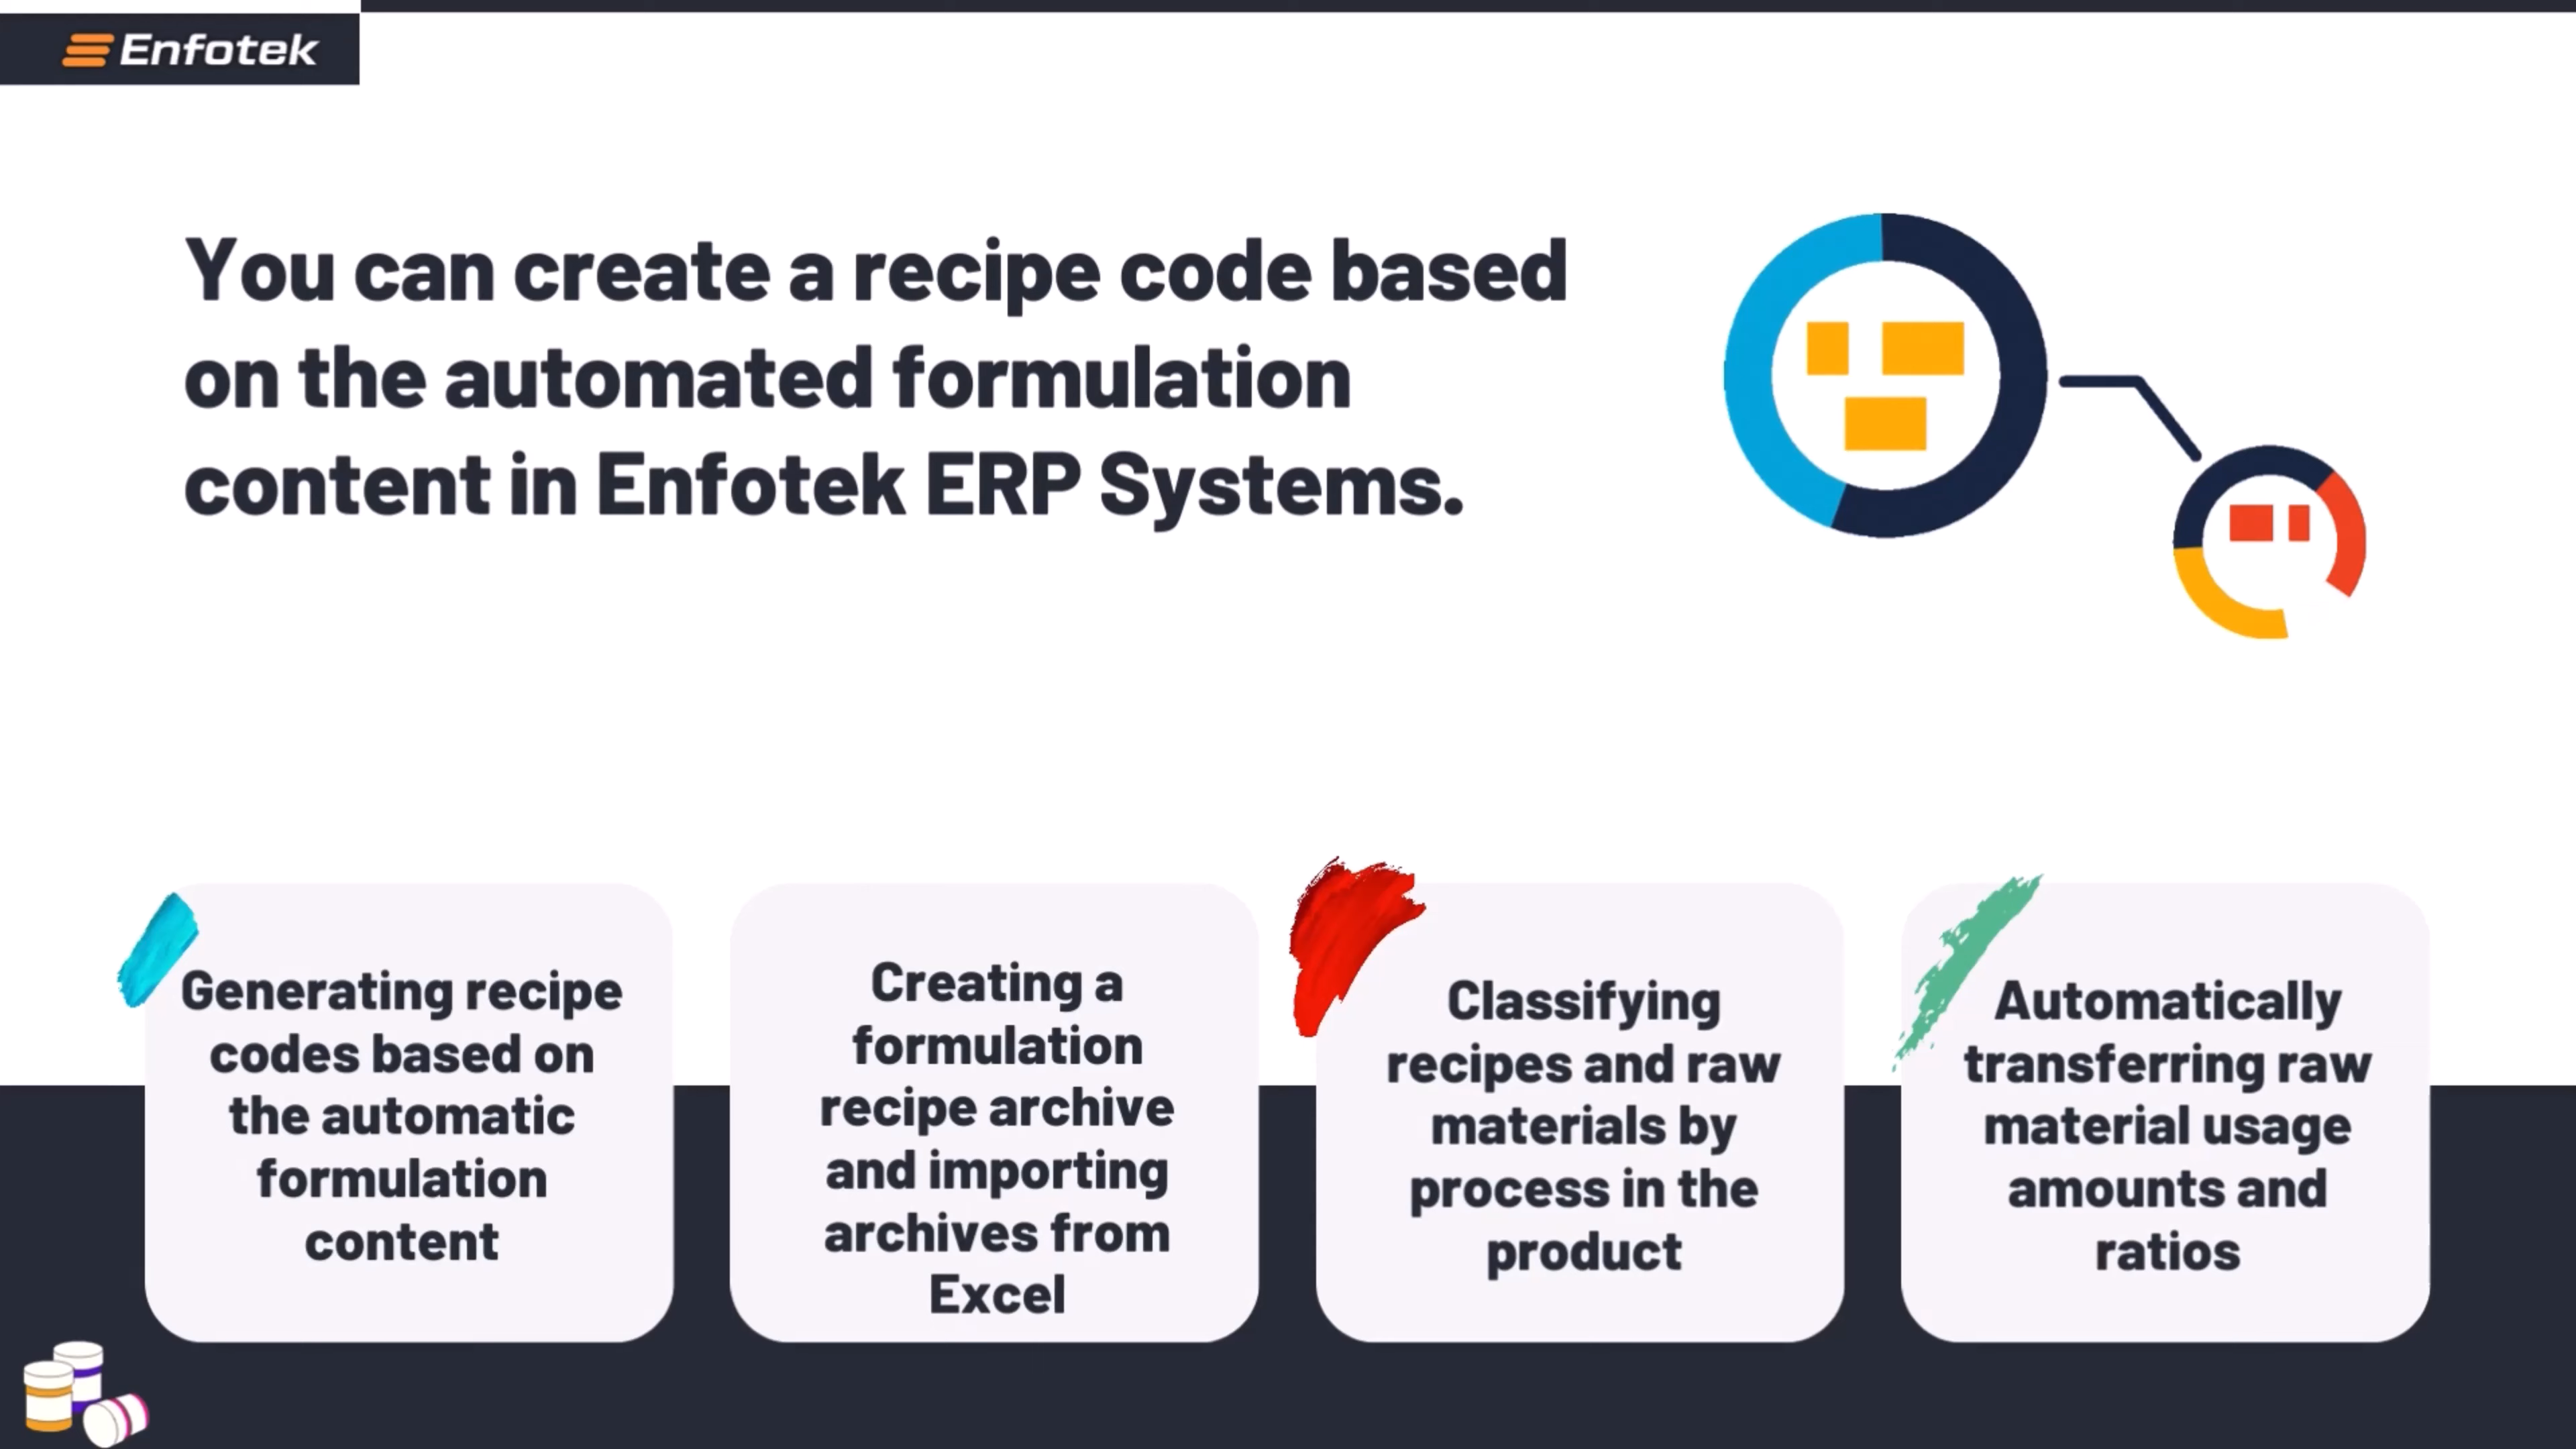 Enfotek
You can create a recipe code based
on the automated formulation
content in Enfotek ERP Systems.
Generating recipe
codes based on
the automatic
formulation
content
Creating a
formulation
recipe archive
and importing
archives from
Excel
Classifying
recipes and raw
materials by
process in the
product
Automatically
transferring raw
material usage
amounts and
ratios